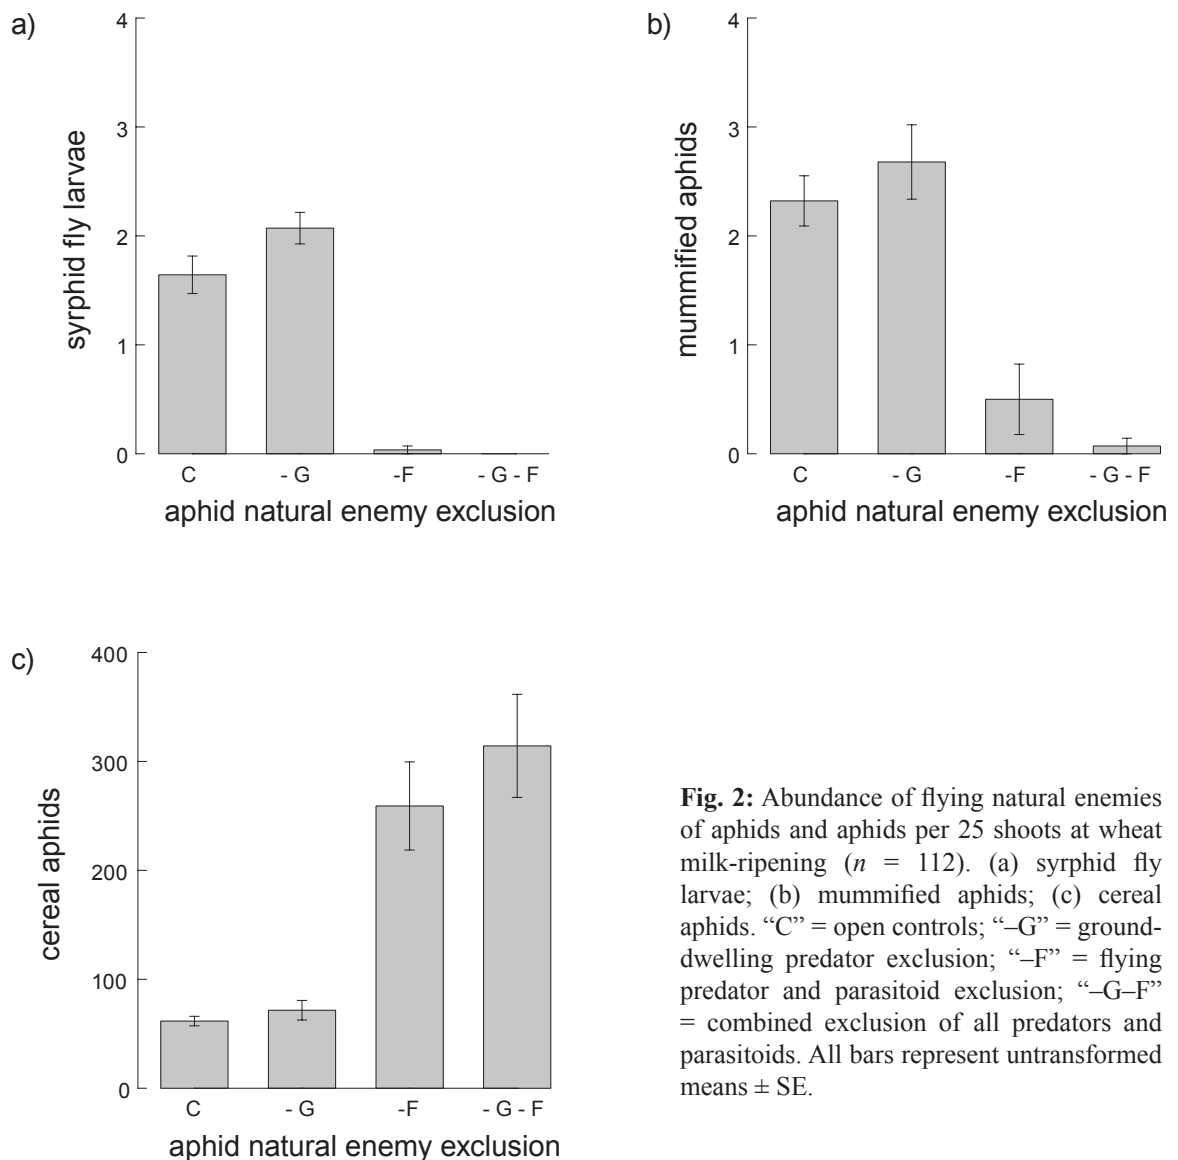 a)
4
3
2
1
0
syrphid fly larvae
C - G -F - G - F
aphid natural enemy exclusion
b)
4
3
2
1
0
mummified aphids
C - G -F - G - F
aphid natural enemy exclusion
c)
400
300
200
100
0
cereal aphids
C - G -F - G - F
aphid natural enemy exclusion
Fig. 2: Abundance of flying natural enemies
of aphids and aphids per 25 shoots at wheat
milk-ripening (n = 112). (a) syrphid fly
larvae; (b) mummified aphids; (c) cereal
aphids. “C” = open controls; “–G” = ground-
dwelling predator exclusion; “–F” = flying
predator and parasitoid exclusion; “–G–F”
= combined exclusion of all predators and
parasitoids. All bars represent untransformed
means ± SE.